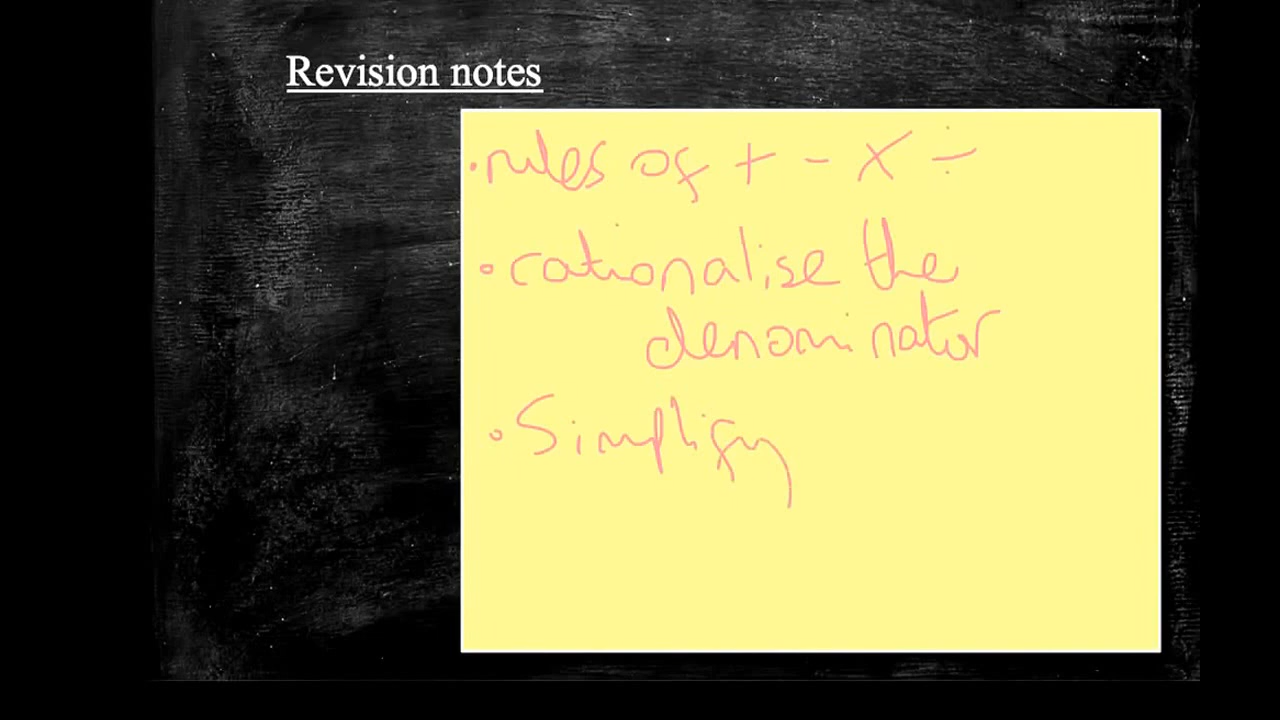 Revision notes
• rules of + - × ÷
• rationalise the
denominator
• Simplify